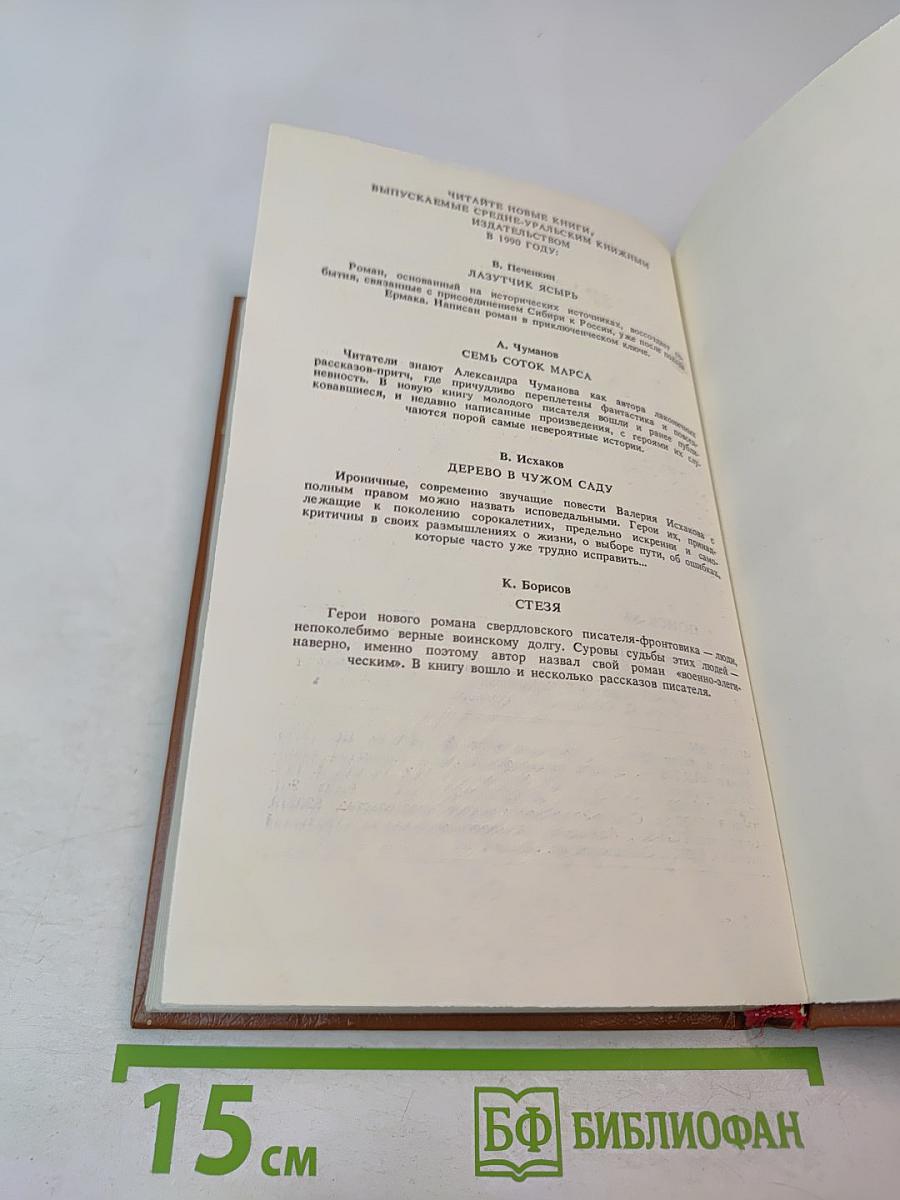 ЧИТАЙТЕ НОВЫЕ КНИГИ,
ВЫПУСКАЕМЫЕ СРЕДНЕ-УРАЛЬСКИМ КНИЖНЫМ
ИЗДАТЕЛЬСТВОМ
В 1990 ГОДУ:
В. Печенкин
ЛАЗУТЧИК ЯСЫРЬ
Роман, основанный на исторических источниках, воссоздает со-
бытия, связанные с присоединением Сибири к России, уже после
Ермака. Написан роман в приключенческом ключе.
А. Чуманов
СЕМЬ СОТОК МАРСА
Читатели знают Александра Чуманова как автора лаконичных
рассказов-притч, где причудливо переплетены фантастика и повсед-
невность. В новую книгу молодого писателя вошли и ранее публи-
ковавшиеся, и недавно написанные произведения, с героями их слу-
чаются порой самые невероятные истории.
В. Исхаков
ДЕРЕВО В ЧУЖОМ САДУ
Ироничные, современно звучащие повести Валерия Исхакова с
полным правом можно назвать исповедальными. Герои их, принад-
лежащие к поколению сорокалетних, предельно искренни и само-
критичны в своих размышлениях о жизни, о выборе пути, об ошибках,
которые часто уже трудно исправить...
К. Борисов
СТЕЗЯ
Герои нового романа свердловского писателя-фронтовика — люди,
непоколебимо верные воинскому долгу. Суровы судьбы этих людей —
наверно, именно поэтому автор назвал свой роман «военно-элеги-
ческим». В книгу вошло и несколько рассказов писателя.
15 см
БФ БИБЛИОФАН